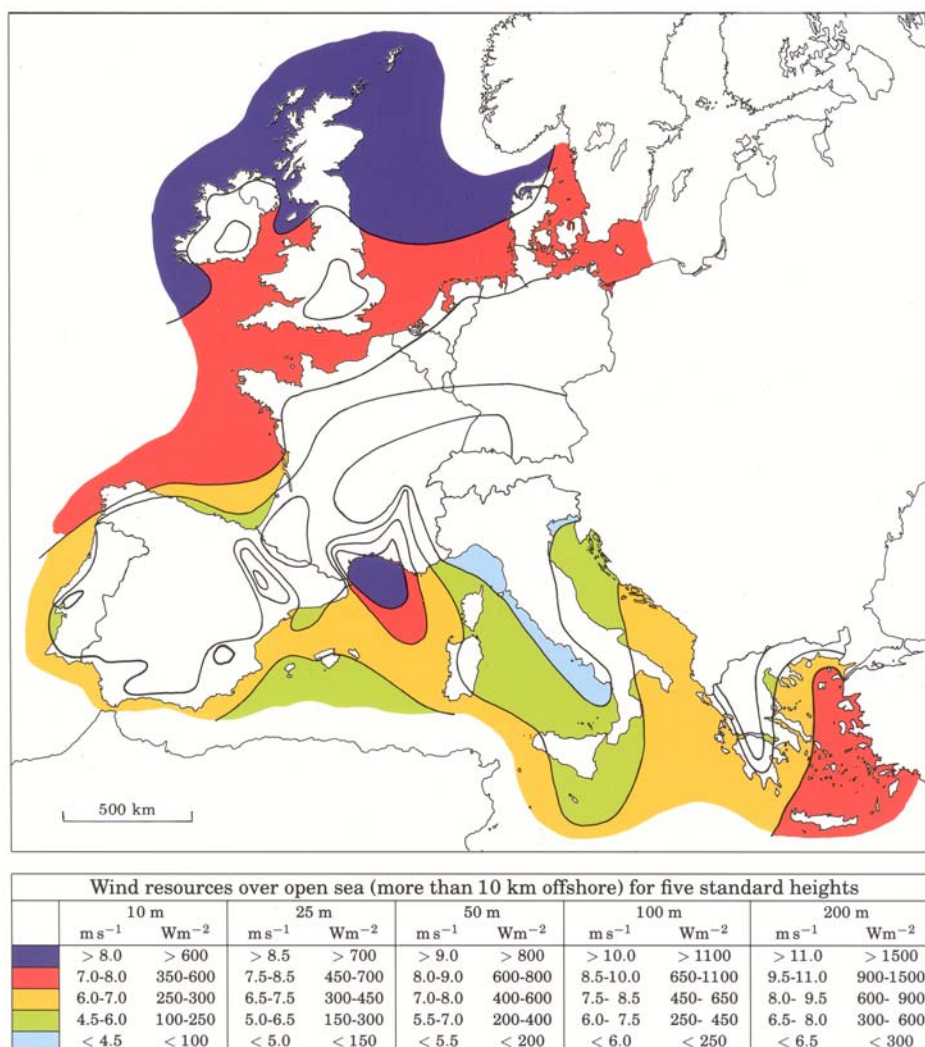 500 km
Wind resources over open sea (more than 10 km offshore) for five standard heights
10 m 25 m 50 m 100 m 200 m
m s⁻¹ Wm⁻² m s⁻¹ Wm⁻² m s⁻¹ Wm⁻² m s⁻¹ Wm⁻² m s⁻¹ Wm⁻²
> 8.0 > 600 > 8.5 > 700 > 9.0 > 800 > 10.0 > 1100 > 11.0 > 1500
7.0-8.0 350-600 7.5-8.5 450-700 8.0-9.0 600-800 8.5-10.0 650-1100 9.5-11.0 900-1500
6.0-7.0 250-300 6.5-7.5 300-450 7.0-8.0 400-600 7.5- 8.5 450- 650 8.0- 9.5 600- 900
4.5-6.0 100-250 5.0-6.5 150-300 5.5-7.0 200-400 6.0- 7.5 250- 450 6.5- 8.0 300- 600
< 4.5 < 100 < 5.0 < 150 < 5.5 < 200 < 6.0 < 250 < 6.5 < 300